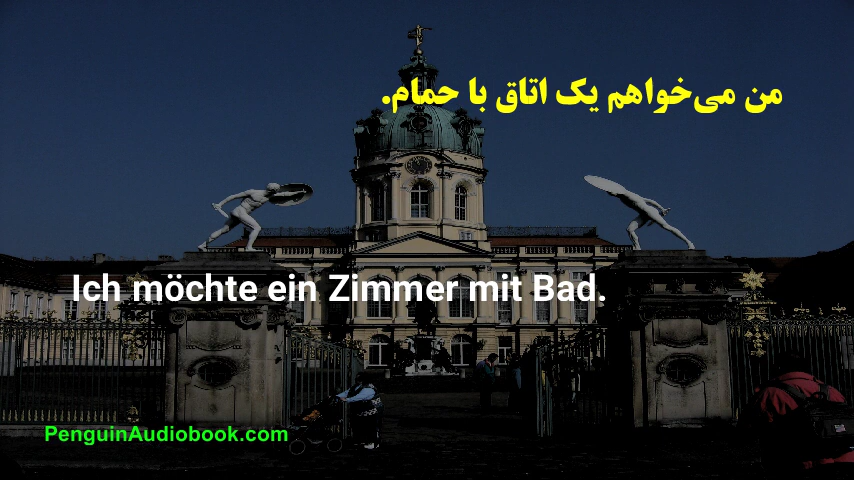 من می‌خواهم یک اتاق با حمام.
Ich möchte ein Zimmer mit Bad.
PenguinAudiobook.com